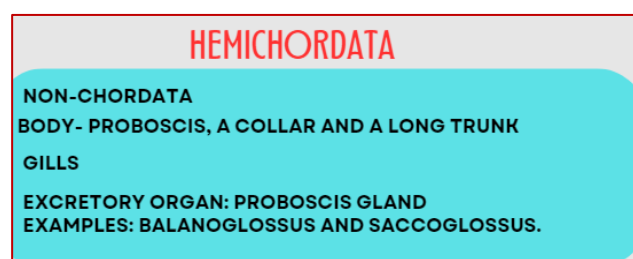 HEMICHORDATA
NON-CHORDATA
BODY- PROBOSCIS, A COLLAR AND A LONG TRUNK
GILLS
EXCRETORY ORGAN: PROBOSCIS GLAND
EXAMPLES: BALANOGLOSSUS AND SACCOGLOSSUS.